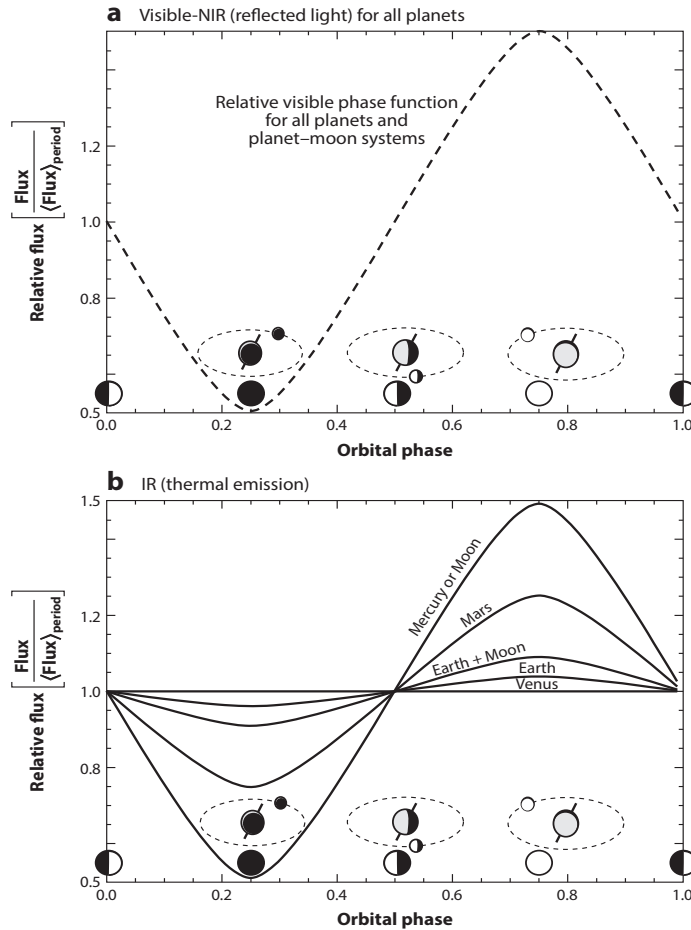 a Visible-NIR (reflected light) for all planets
Relative visible phase function
for all planets and
planet–moon systems
Relative flux [Flux / ⟨Flux⟩period]
1.2
1.0
0.8
0.5
0 0.2 0.4 0.6 0.8 1.0
Orbital phase
b IR (thermal emission)
Relative flux [Flux / ⟨Flux⟩period]
1.5
1.2
1.0
0.8
0.5
Mercury or Moon
Mars
Earth + Moon
Earth
Venus
0 0.2 0.4 0.6 0.8 1.0
Orbital phase